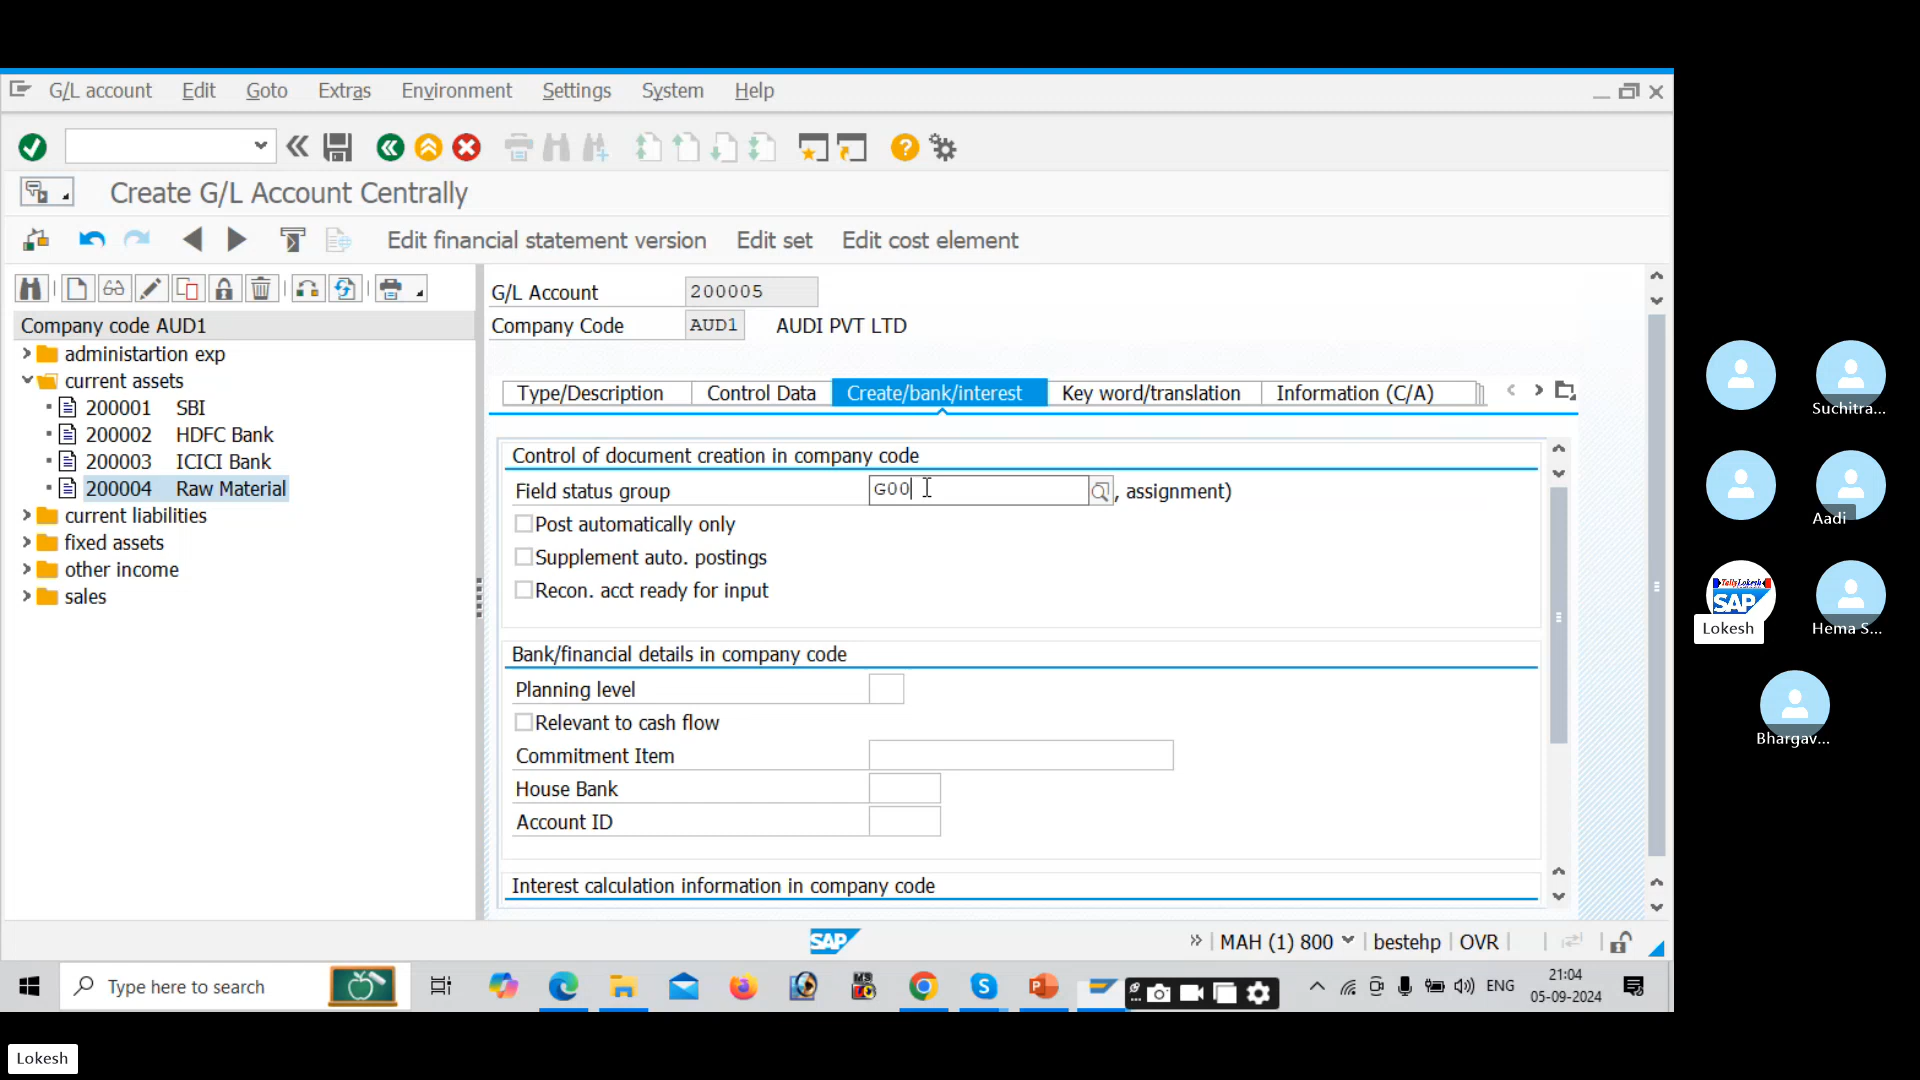 G/L account Edit Goto Extras Environment Settings System Help
Create G/L Account Centrally
Edit financial statement version Edit set Edit cost element
Company code AUD1
administartion exp
current assets
200001 SBI
200002 HDFC Bank
200003 ICICI Bank
200004 Raw Material
current liabilities
fixed assets
other income
sales
G/L Account 200005
Company Code AUD1 AUDI PVT LTD
Type/Description Control Data Create/bank/interest Key word/translation Information (C/A)
Control of document creation in company code
Field status group G00 , assignment)
Post automatically only
Supplement auto. postings
Recon. acct ready for input
Bank/financial details in company code
Planning level
Relevant to cash flow
Commitment Item
House Bank
Account ID
Interest calculation information in company code
SAP
MAH (1) 800 bestehp OVR
Type here to search
ENG
21:04
05-09-2024
Suchitra...
Aadi
Tally Lokesh
SAP
Lokesh
Hema S...
Bhargav...
Lokesh